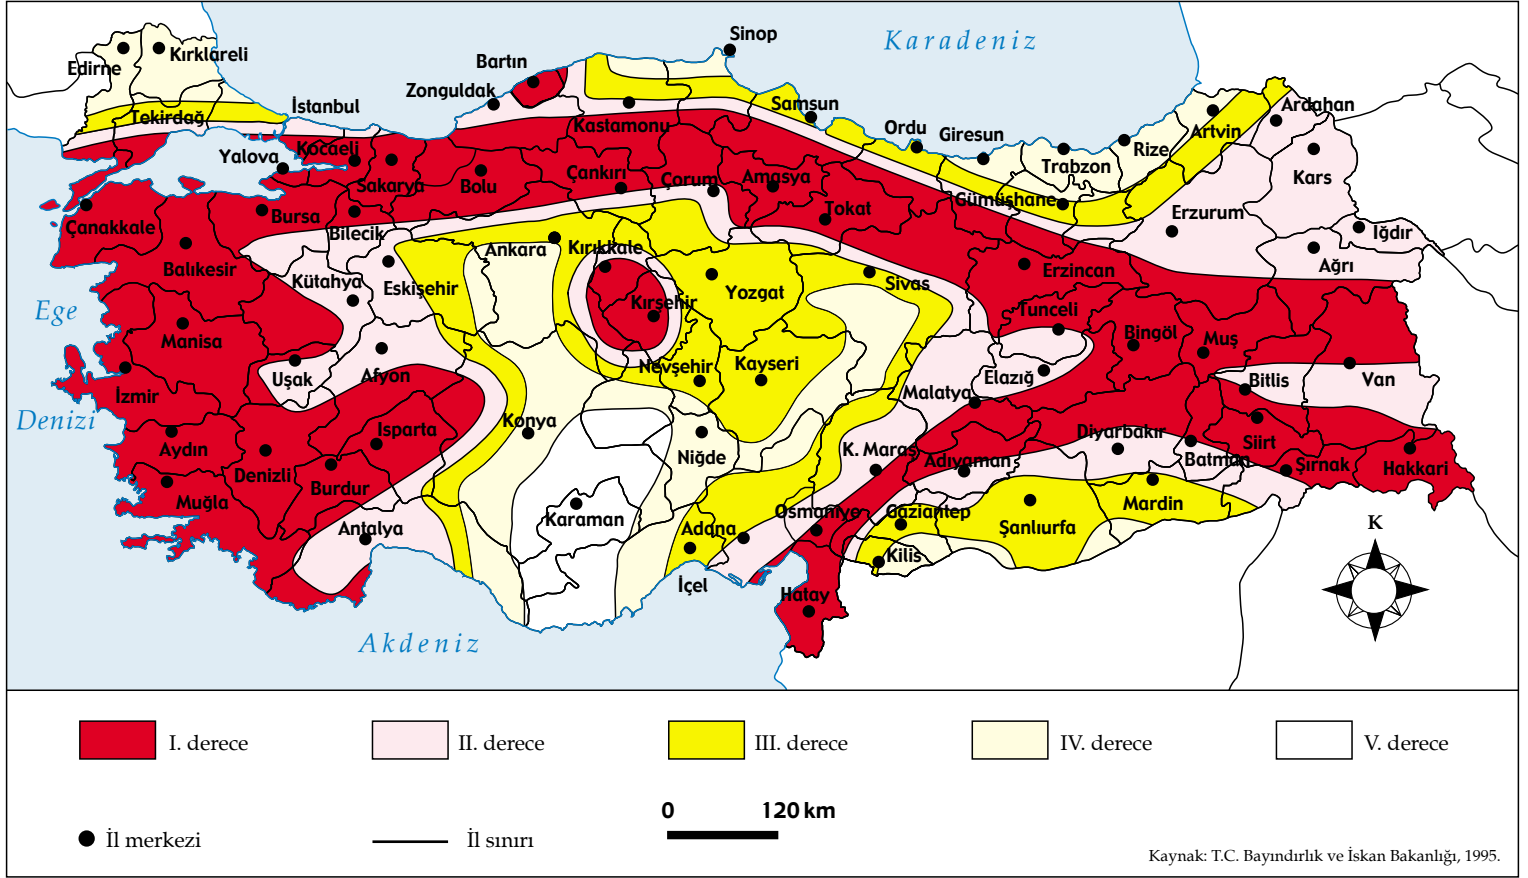 Karadeniz
Sinop
Edirne
Kırklareli
Bartın
Zonguldak
İstanbul
Tekirdağ
Kastamonu
Samsun
Ordu
Giresun
Trabzon
Rize
Artvin
Ardahan
Kars
Yalova
Kocaeli
Sakarya
Bolu
Çankırı
Çorum
Amasya
Tokat
Gümüşhane
Erzurum
Iğdır
Ağrı
Çanakkale
Bursa
Bilecik
Balıkesir
Kütahya
Eskişehir
Ankara
Kırıkkale
Kırşehir
Yozgat
Sivas
Erzincan
Tunceli
Bingöl
Muş
Ege
Denizi
Manisa
Uşak
Afyon
Nevşehir
Kayseri
Elazığ
Malatya
Bitlis
Van
İzmir
Aydın
Denizli
Isparta
Burdur
Konya
Niğde
K. Maraş
Adıyaman
Diyarbakır
Batman
Siirt
Şırnak
Hakkari
Muğla
Antalya
Karaman
Adana
Osmaniye
Gaziantep
Şanlıurfa
Mardin
Kilis
İçel
Hatay
Akdeniz
K
I. derece
II. derece
III. derece
IV. derece
V. derece
0 120 km
İl merkezi
İl sınırı
Kaynak: T.C. Bayındırlık ve İskan Bakanlığı, 1995.